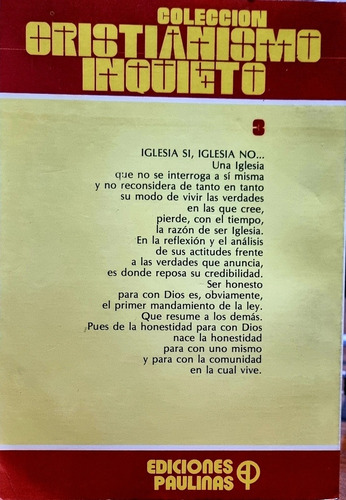 COLECCION
CRISTIANISMO
INQUIETO
3
IGLESIA SI, IGLESIA NO...
Una Iglesia
que no se interroga a sí misma
y no reconsidera de tanto en tanto
su modo de vivir las verdades
en las que cree,
pierde, con el tiempo,
la razón de ser Iglesia.
En la reflexión y el análisis
de sus actitudes frente
a las verdades que anuncia,
es donde reposa su credibilidad.
Ser honesto
para con Dios es, obviamente,
el primer mandamiento de la ley.
Que resume a los demás.
Pues de la honestidad para con Dios
nace la honestidad
para con uno mismo
y para con la comunidad
en la cual vive.
EDICIONES
PAULINAS